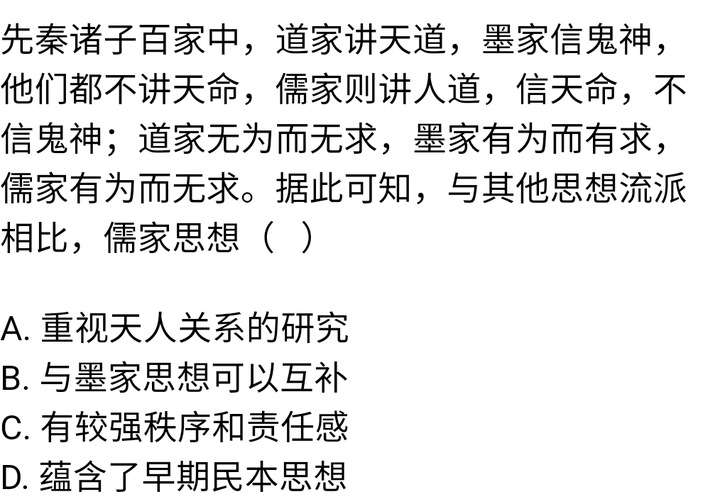 先秦诸子百家中，道家讲天道，墨家信鬼神，
他们都不讲天命，儒家则讲人道，信天命，不
信鬼神；道家无为而无求，墨家有为而有求，
儒家有为而无求。据此可知，与其他思想流派
相比，儒家思想（  ）
A. 重视天人关系的研究
B. 与墨家思想可以互补
C. 有较强秩序和责任感
D. 蕴含了早期民本思想